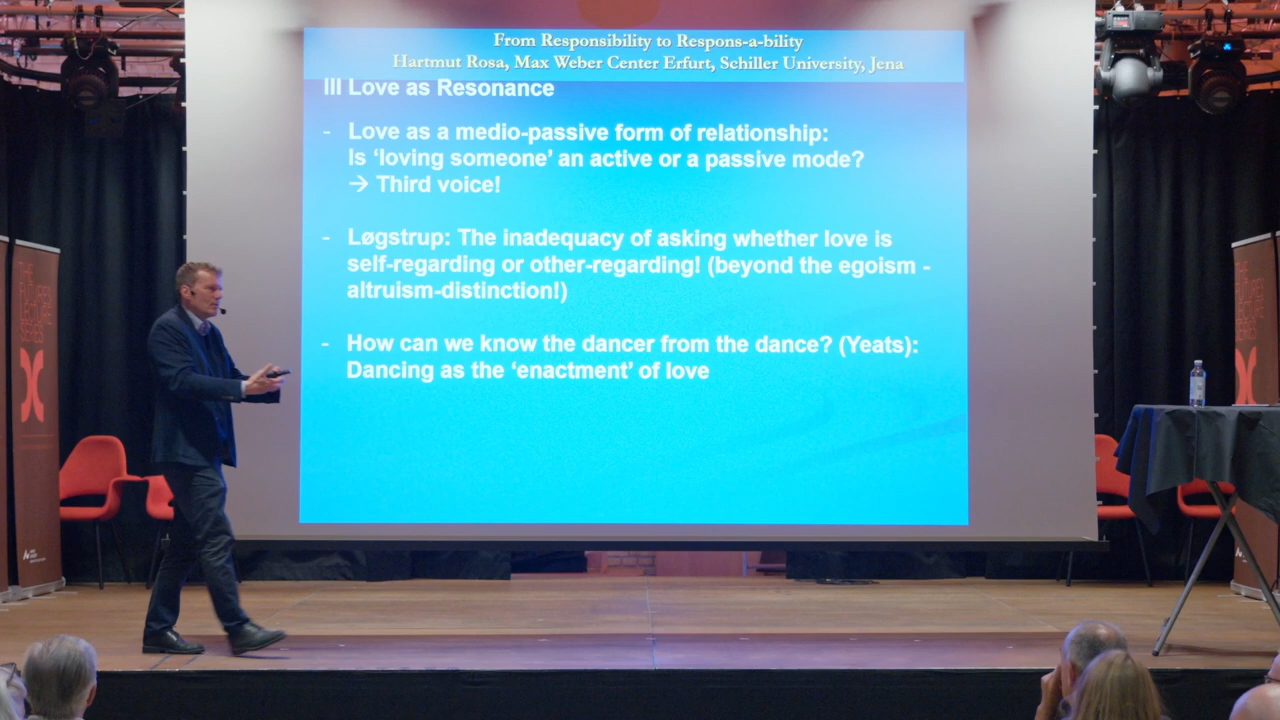 From Responsibility to Respons-a-bility
Hartmut Rosa, Max Weber Center Erfurt, Schiller University, Jena
III Love as Resonance
- Love as a medio-passive form of relationship:
Is ‘loving someone’ an active or a passive mode?
→ Third voice!
- Løgstrup: The inadequacy of asking whether love is
self-regarding or other-regarding! (beyond the egoism -
altruism-distinction!)
- How can we know the dancer from the dance? (Yeats):
Dancing as the ‘enactment’ of love